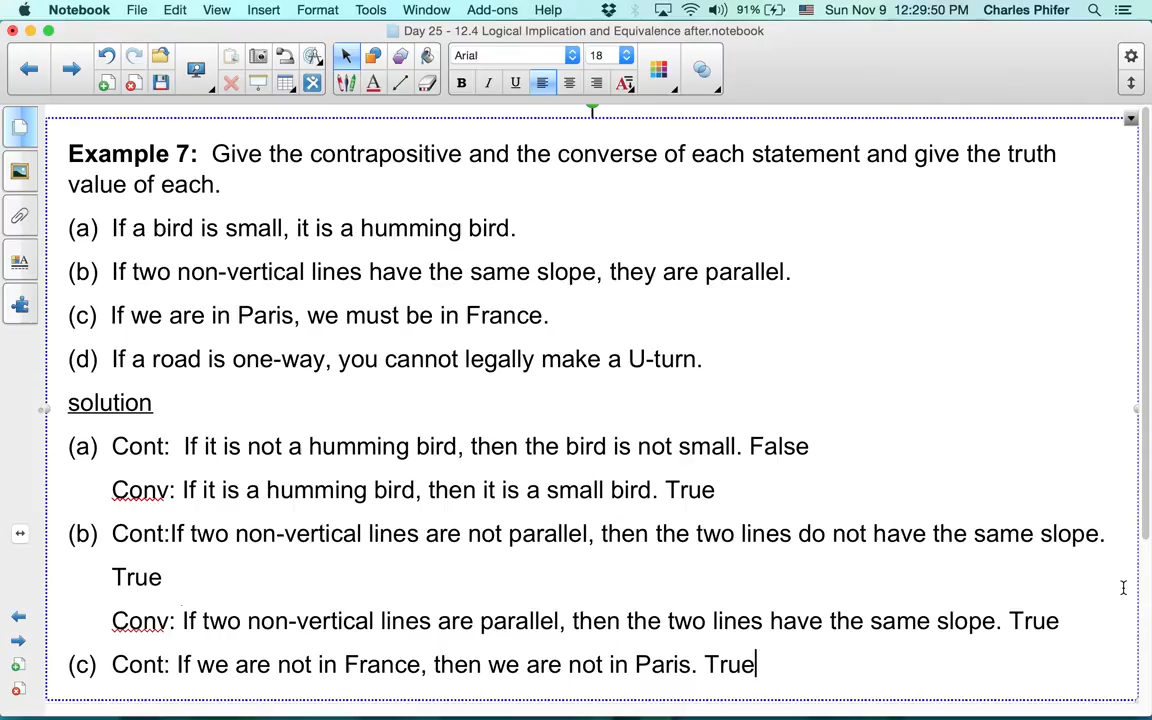 Notebook File Edit View Insert Format Tools Window Add-ons Help 91% Sun Nov 9 12:29:50 PM Charles Phifer
Day 25 - 12.4 Logical Implication and Equivalence after.notebook
Arial 18
B I U
Example 7: Give the contrapositive and the converse of each statement and give the truth
value of each.
(a) If a bird is small, it is a humming bird.
(b) If two non-vertical lines have the same slope, they are parallel.
(c) If we are in Paris, we must be in France.
(d) If a road is one-way, you cannot legally make a U-turn.
solution
(a) Cont: If it is not a humming bird, then the bird is not small. False
Conv: If it is a humming bird, then it is a small bird. True
(b) Cont:If two non-vertical lines are not parallel, then the two lines do not have the same slope.
True
Conv: If two non-vertical lines are parallel, then the two lines have the same slope. True
(c) Cont: If we are not in France, then we are not in Paris. True